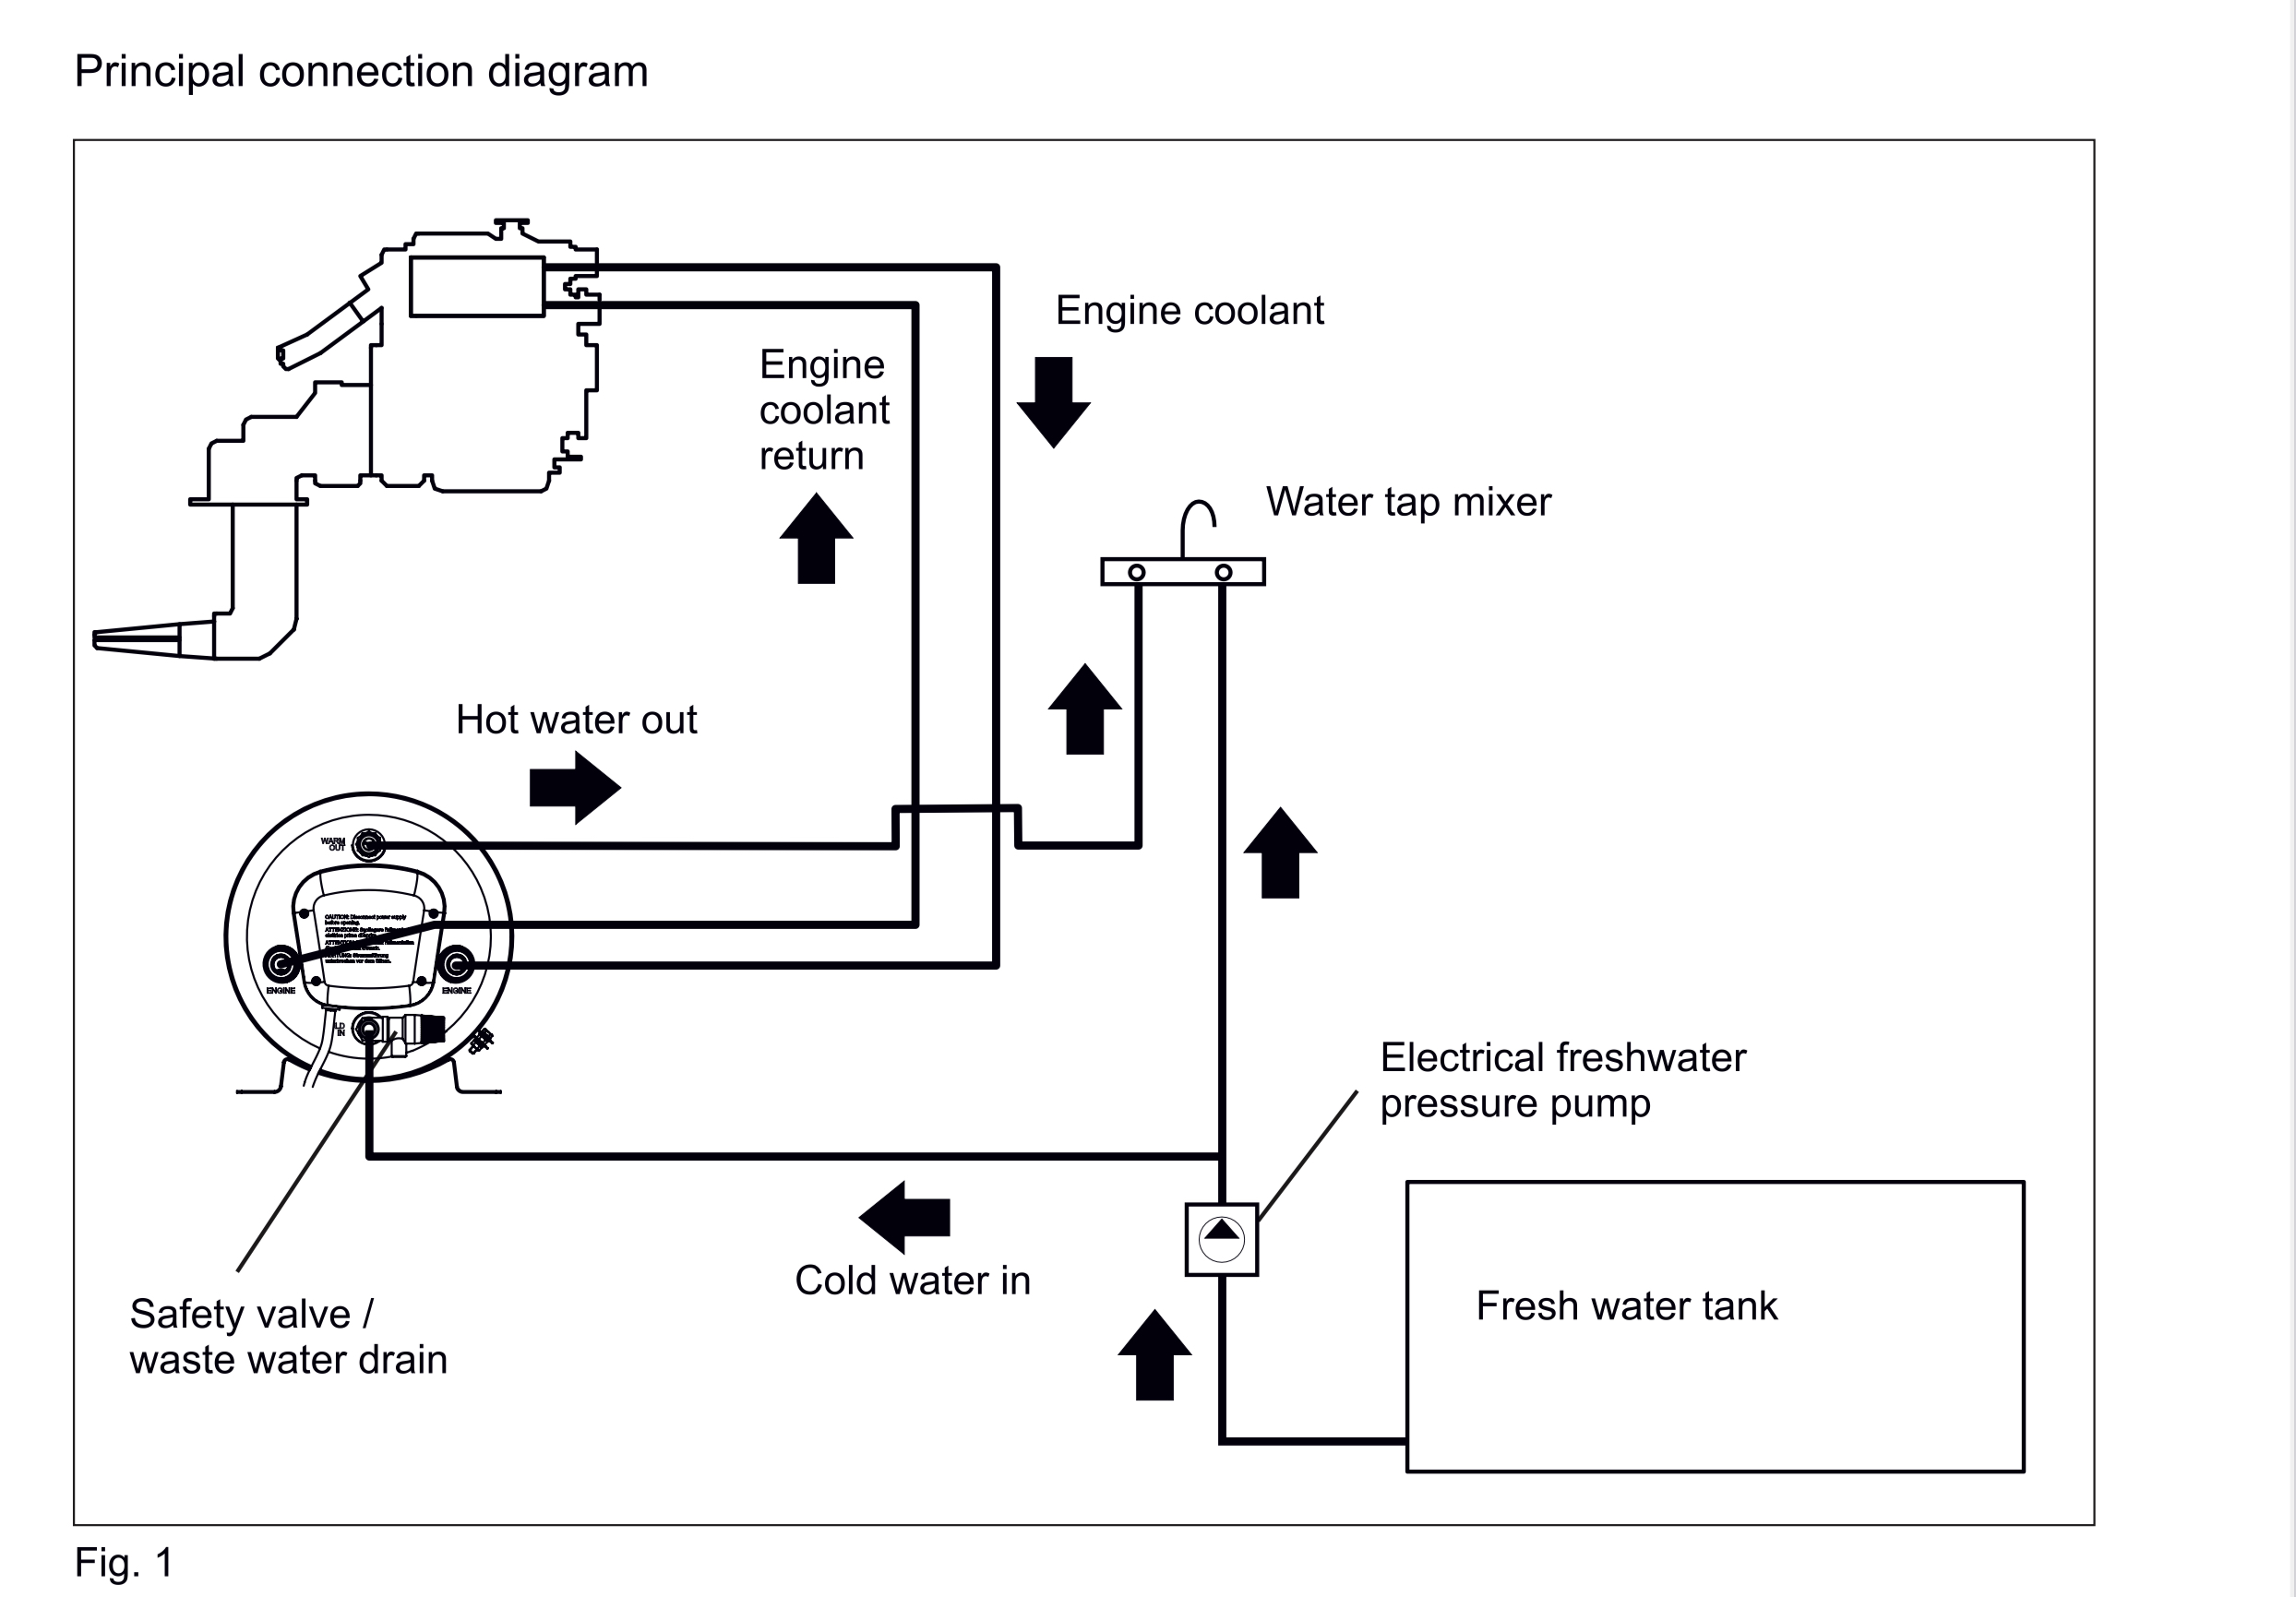 Principal connection diagram
Engine coolant
Engine
coolant
return
Water tap mixer
Hot water out
WARM
OUT
CAUTION: Disconnect power supply
before opening.
ENGINE
ENGINE
LD
IN
Electrical freshwater
pressure pump
Cold water in
Fresh water tank
Safety valve /
waste water drain
Fig. 1